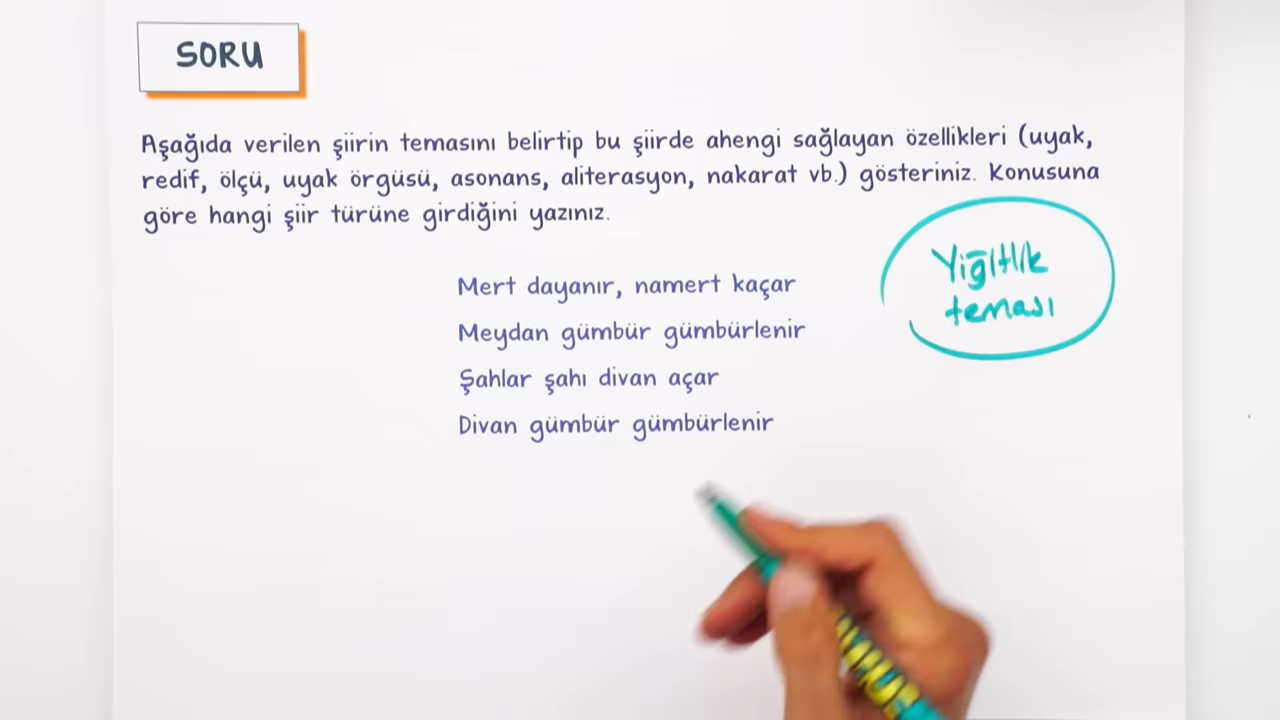 SORU
Aşağıda verilen şiirin temasını belirtip bu şiirde ahengi sağlayan özellikleri (uyak,
redif, ölçü, uyak örgüsü, asonans, aliterasyon, nakarat vb.) gösteriniz. Konusuna
göre hangi şiir türüne girdiğini yazınız.
Yiğitlik
teması
Mert dayanır, namert kaçar
Meydan gümbür gümbürlenir
Şahlar şahı divan açar
Divan gümbür gümbürlenir